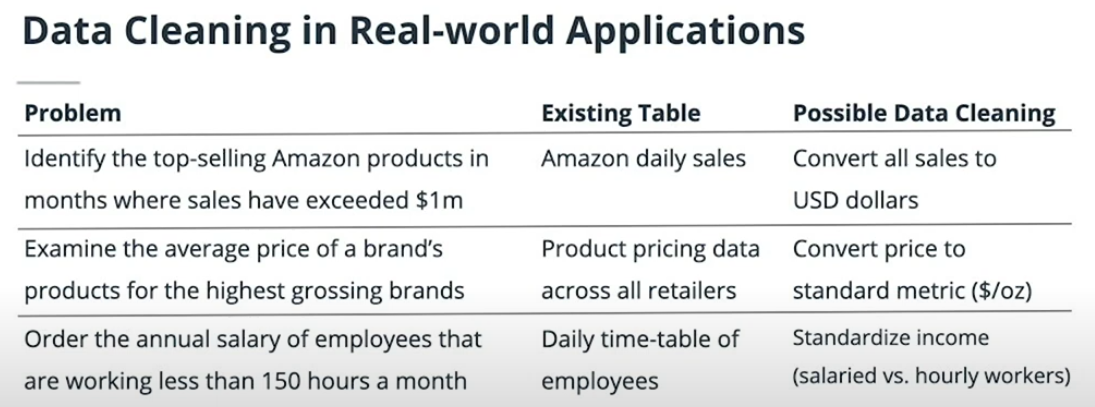 Data Cleaning in Real-world Applications
Problem Existing Table Possible Data Cleaning
Identify the top-selling Amazon products in Amazon daily sales Convert all sales to
months where sales have exceeded $1m USD dollars
Examine the average price of a brand’s Product pricing data Convert price to
products for the highest grossing brands across all retailers standard metric ($/oz)
Order the annual salary of employees that Daily time-table of Standardize income
are working less than 150 hours a month employees (salaried vs. hourly workers)